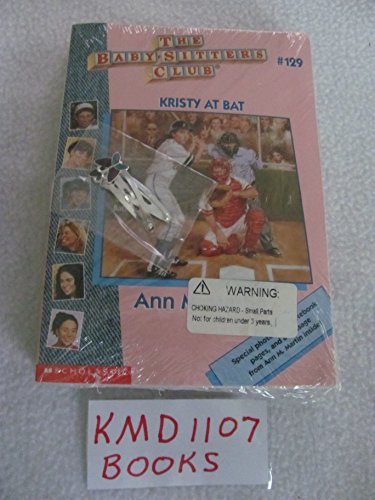 THE
BABY-SITTERS
CLUB®
#129
KRISTY AT BAT
Ann M
WARNING:
CHOKING HAZARD - Small Parts
Not for children under 3 years.
Special
pages, and
from Ann M. Martin inside
SCHOLASTIC
KMD1107
BOOKS